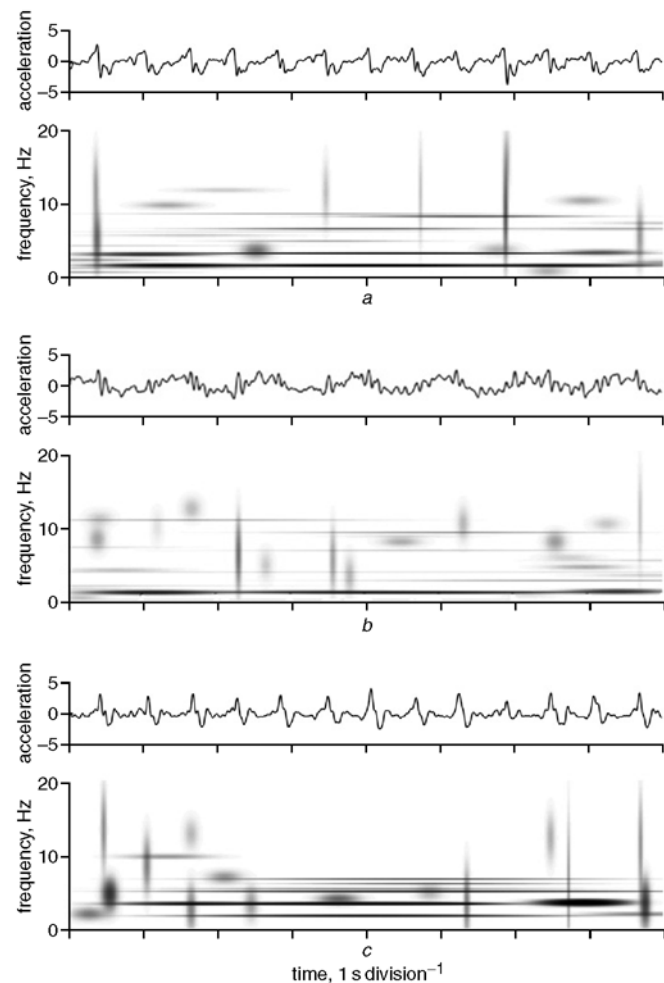 acceleration
5
0
–5
frequency, Hz
20
10
0
a
acceleration
5
0
–5
frequency, Hz
20
10
0
b
acceleration
5
0
–5
frequency, Hz
20
10
0
c
time, 1 s division⁻¹